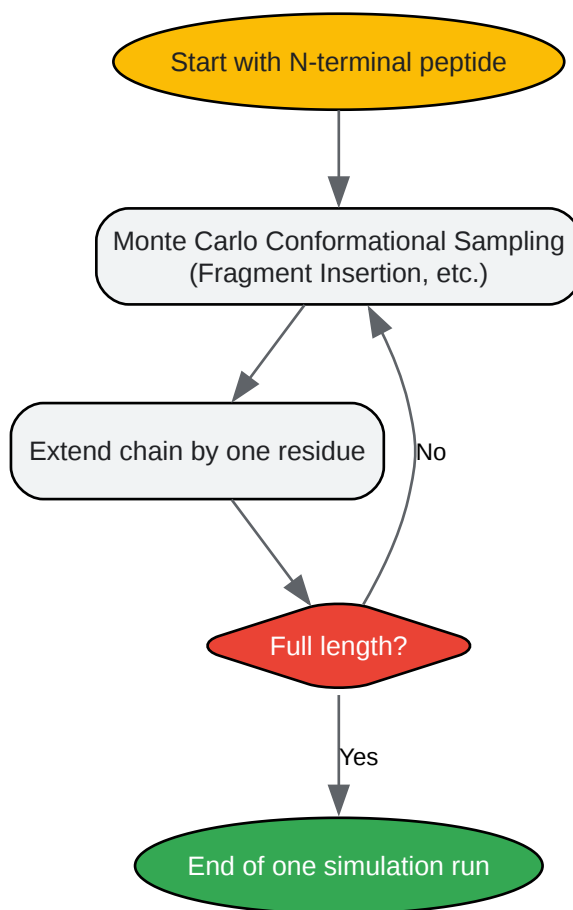 Start with N-terminal peptide
Monte Carlo Conformational Sampling
(Fragment Insertion, etc.)
Extend chain by one residue
No
Full length?
Yes
End of one simulation run